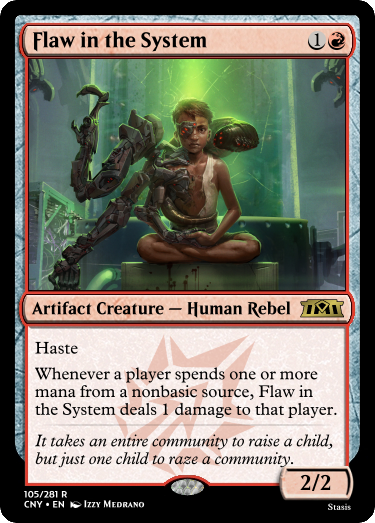 Flaw in the System 1
Artifact Creature — Human Rebel
Haste
Whenever a player spends one or more
mana from a nonbasic source, Flaw in
the System deals 1 damage to that player.
It takes an entire community to raise a child,
but just one child to raze a community.
2/2
105/281 R
CNY • EN Izzy Medrano
Stasis